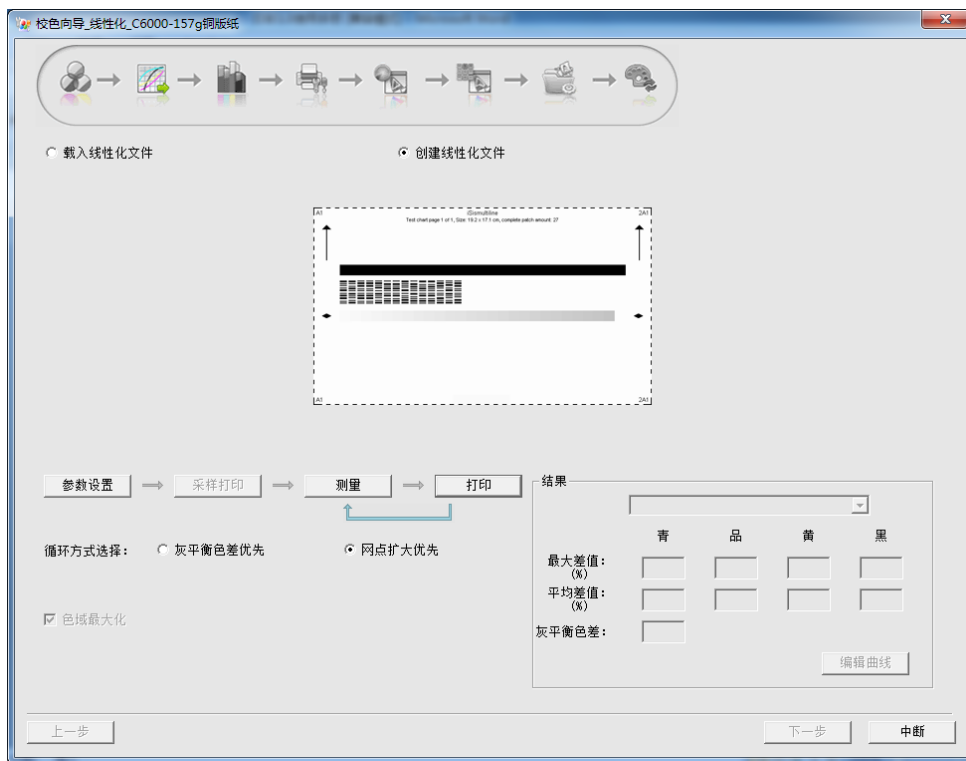 校色向导_线性化_C6000-157g铜版纸
载入线性化文件
创建线性化文件
A1
iSismultiline
2A1
Test chart page 1 of 1, Size: 19.2 x 17.1 cm, complete patch amount: 27
A1
2A1
参数设置
采样打印
测量
打印
循环方式选择：
灰平衡色差优先
网点扩大优先
色域最大化
结果
青 品 黄 黑
最大差值：
(%)
平均差值：
(%)
灰平衡色差：
编辑曲线
上一步
下一步
中断